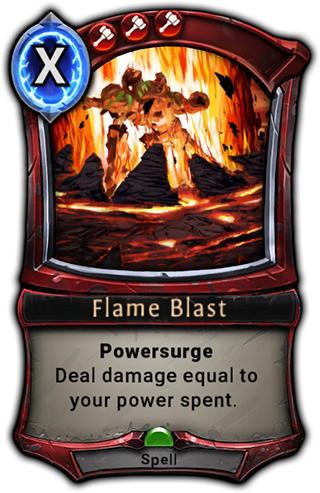 X
Flame Blast
Powersurge
Deal damage equal to
your power spent.
Spell